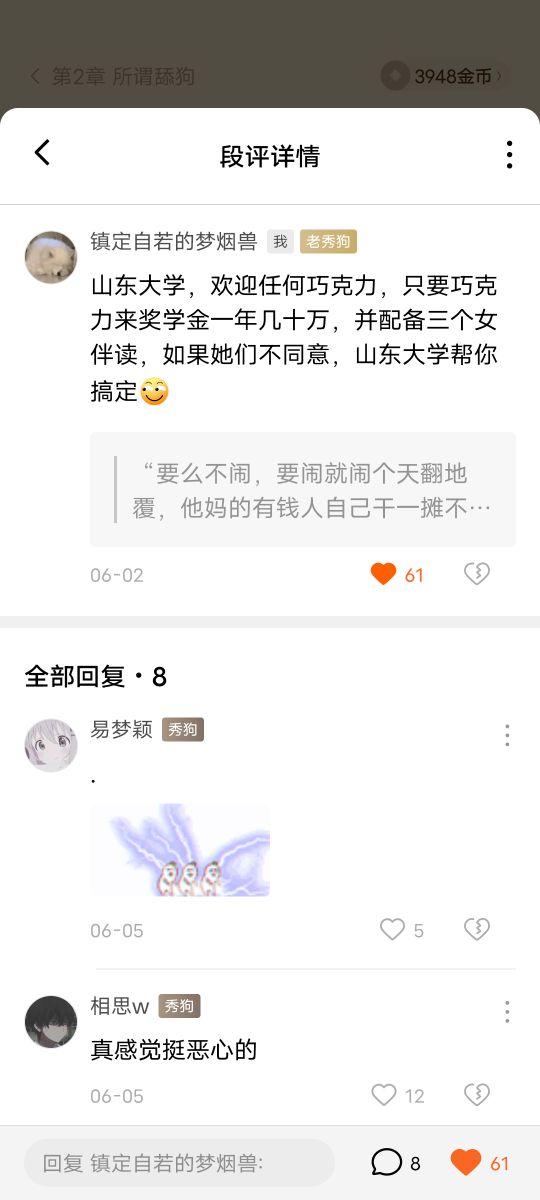 第2章 所谓舔狗
3948金币
段评详情
镇定自若的梦烟兽 我 老秀狗
山东大学，欢迎任何巧克力，只要巧克
力来奖学金一年几十万，并配备三个女
伴读，如果她们不同意，山东大学帮你
搞定
“要么不闹，要闹就闹个天翻地
覆，他妈的有钱人自己干一摊不…
06-02 61
全部回复·8
易梦颖 秀狗
.
06-05 5
相思w 秀狗
真感觉挺恶心的
06-05 12
回复 镇定自若的梦烟兽: 8 61